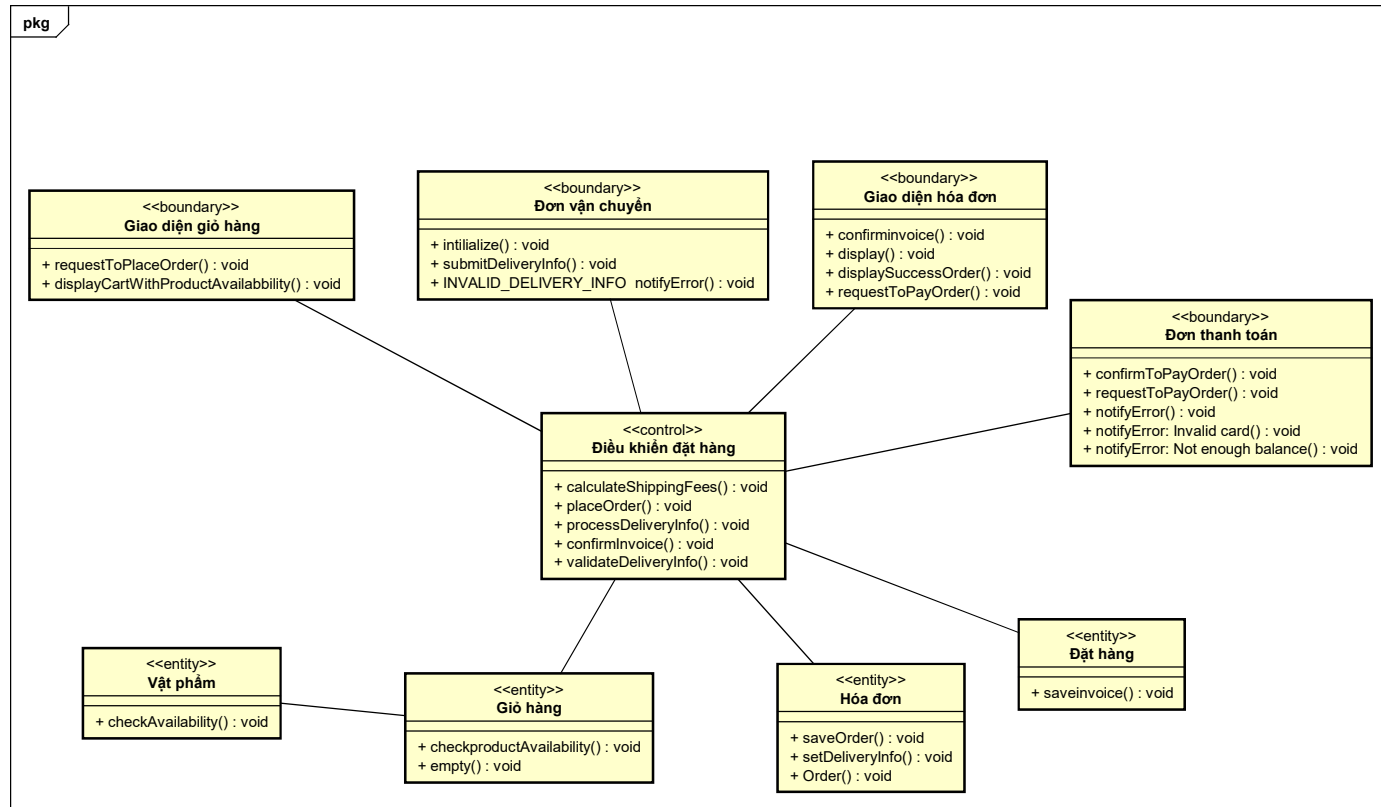 pkg
<<boundary>>
Giao diện giỏ hàng
+ requestToPlaceOrder() : void
+ displayCartWithProductAvailabbility() : void
<<boundary>>
Đơn vận chuyển
+ intilialize() : void
+ submitDeliveryInfo() : void
+ INVALID_DELIVERY_INFO notifyError() : void
<<boundary>>
Giao diện hóa đơn
+ confirminvoice() : void
+ display() : void
+ displaySuccessOrder() : void
+ requestToPayOrder() : void
<<boundary>>
Đơn thanh toán
+ confirmToPayOrder() : void
+ requestToPayOrder() : void
+ notifyError() : void
+ notifyError: Invalid card() : void
+ notifyError: Not enough balance() : void
<<control>>
Điều khiển đặt hàng
+ calculateShippingFees() : void
+ placeOrder() : void
+ processDeliveryInfo() : void
+ confirmInvoice() : void
+ validateDeliveryInfo() : void
<<entity>>
Vật phẩm
+ checkAvailability() : void
<<entity>>
Giỏ hàng
+ checkproductAvailability() : void
+ empty() : void
<<entity>>
Hóa đơn
+ saveOrder() : void
+ setDeliveryInfo() : void
+ Order() : void
<<entity>>
Đặt hàng
+ saveinvoice() : void